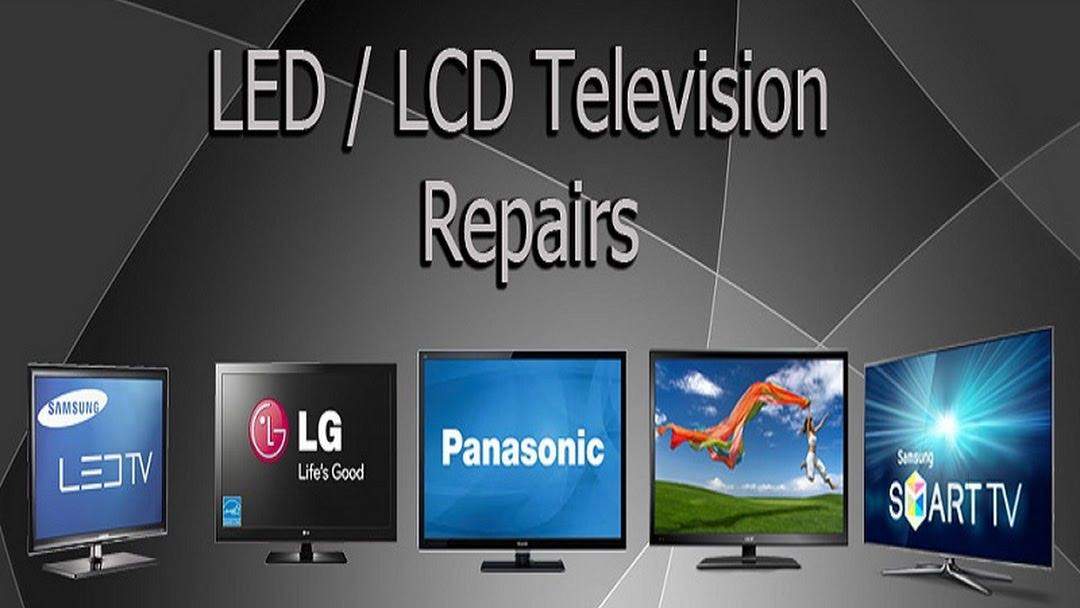 LED / LCD Television
Repairs
SAMSUNG
LED TV
LG
Life's Good
Panasonic
Samsung
SMART TV